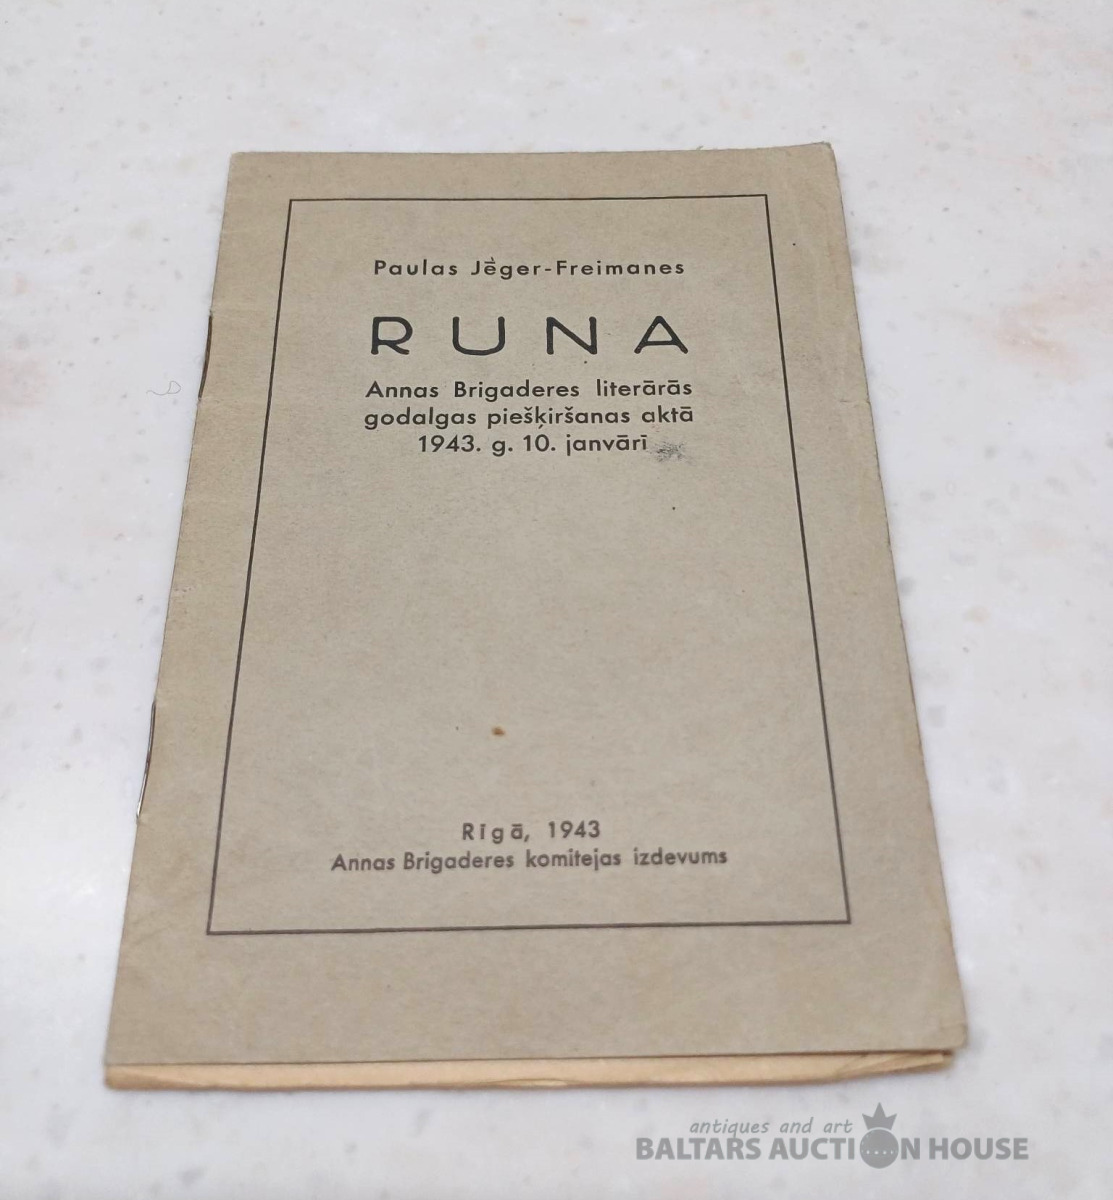 Paulas Jēger-Freimanes
RUNA
Annas Brigaderes literārās
godalgas piešķiršanas aktā
1943. g. 10. janvārī
Rīgā, 1943
Annas Brigaderes komitejas izdevums
antiques and art
BALTARS AUCTION HOUSE